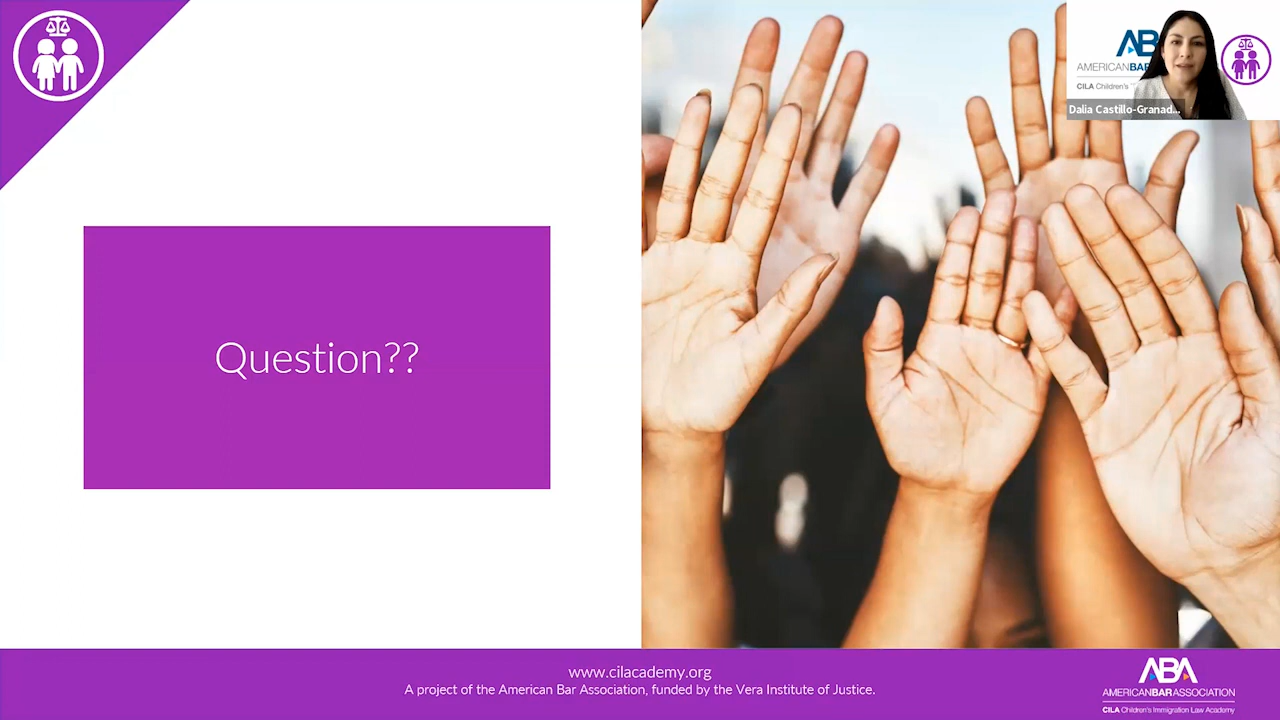 ABA
AMERICANBAR
CILA Children's
Dalia Castillo-Granad...
Question??
www.cilacademy.org
A project of the American Bar Association, funded by the Vera Institute of Justice.
ABA
AMERICANBARASSOCIATION
CILA Children's Immigration Law Academy